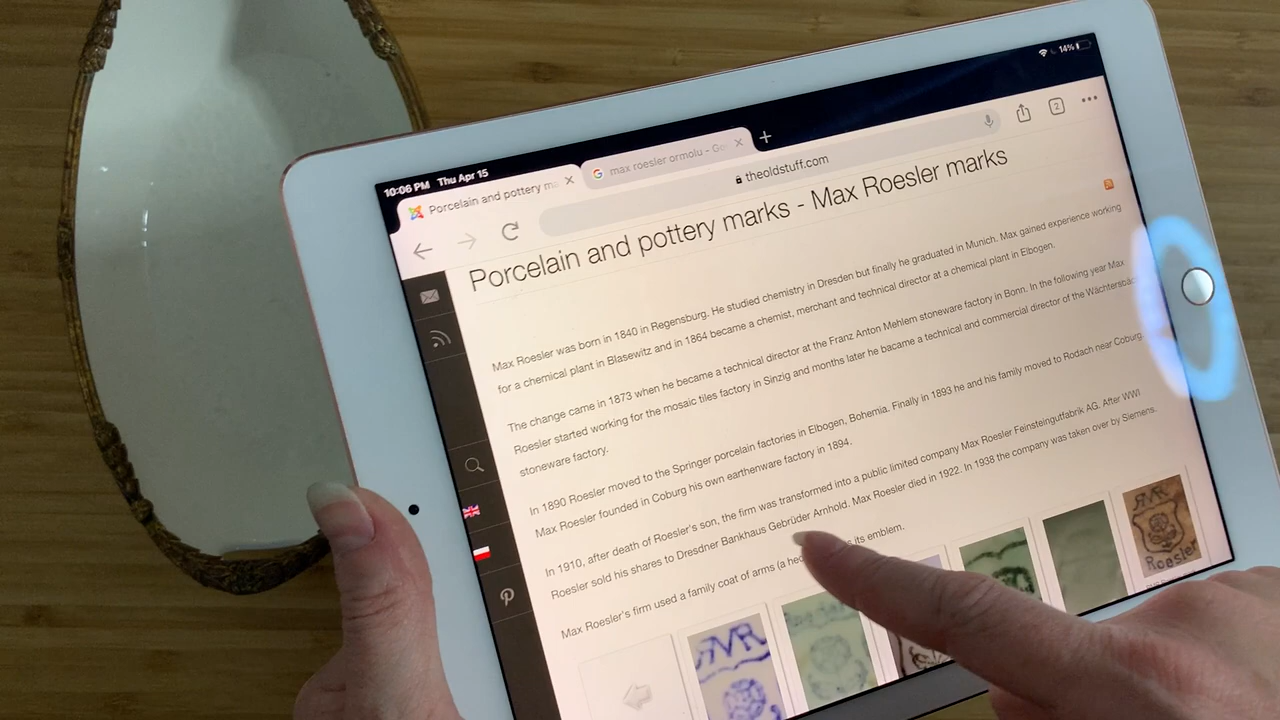 10:06 PM Thu Apr 15
14%
Porcelain and pottery m
max roesler ormolu - Go
theoldstuff.com
2
Porcelain and pottery marks - Max Roesler marks
Max Roesler was born in 1840 in Regensburg. He studied chemistry in Dresden but finally he graduated in Munich. Max gained experience working
for a chemical plant in Blasewitz and in 1864 became a chemist, merchant and technical director at a chemical plant in Elbogen.
The change came in 1873 when he became a technical director at the Franz Anton Mehlem stoneware factory in Bonn. In the following year Max
Roesler started working for the mosaic tiles factory in Sinzig and months later he bacame a technical and commercial director of the Wächtersbac
stoneware factory.
In 1890 Roesler moved to the Springer porcelain factories in Elbogen, Bohemia. Finally in 1893 he and his family moved to Rodach near Coburg.
Max Roesler founded in Coburg his own earthenware factory in 1894.
In 1910, after death of Roesler's son, the firm was transformed into a public limited company Max Roesler Feinsteingutfabrik AG. After WWI
Roesler sold his shares to Dresdner Bankhaus Gebrüder Arnhold. Max Roesler died in 1922. In 1938 the company was taken over by Siemens.
Max Roesler's firm used a family coat of arms (a he its emblem.
MR
Roesler